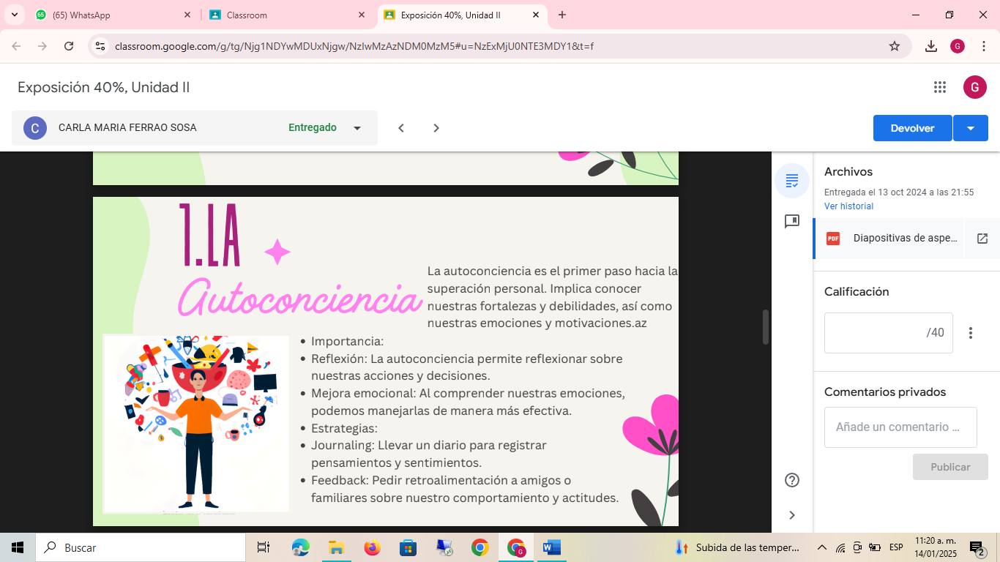 65
(65) WhatsApp
Classroom
Exposición 40%, Unidad II
classroom.google.com/g/tg/Njg1NDYwMDUxNjgw/NzIwMzAzNDM0MzM5#u=NzExMjU0NTE3MDY1&t=f
G
Exposición 40%, Unidad II
G
C
CARLA MARIA FERRAO SOSA
Entregado
Devolver
1.LA
Autoconciencia
La autoconciencia es el primer paso hacia la
superación personal. Implica conocer
nuestras fortalezas y debilidades, así como
nuestras emociones y motivaciones.az
• Importancia:
• Reflexión: La autoconciencia permite reflexionar sobre
nuestras acciones y decisiones.
• Mejora emocional: Al comprender nuestras emociones,
podemos manejarlas de manera más efectiva.
• Estrategias:
• Journaling: Llevar un diario para registrar
pensamientos y sentimientos.
• Feedback: Pedir retroalimentación a amigos o
familiares sobre nuestro comportamiento y actitudes.
Archivos
Entregada el 13 oct 2024 a las 21:55
Ver historial
PDF
Diapositivas de aspe...
Calificación
/40
Comentarios privados
Añade un comentario ...
Publicar
Buscar
G
W
Subida de las temper...
ESP
11:20 a. m.
14/01/2025
2